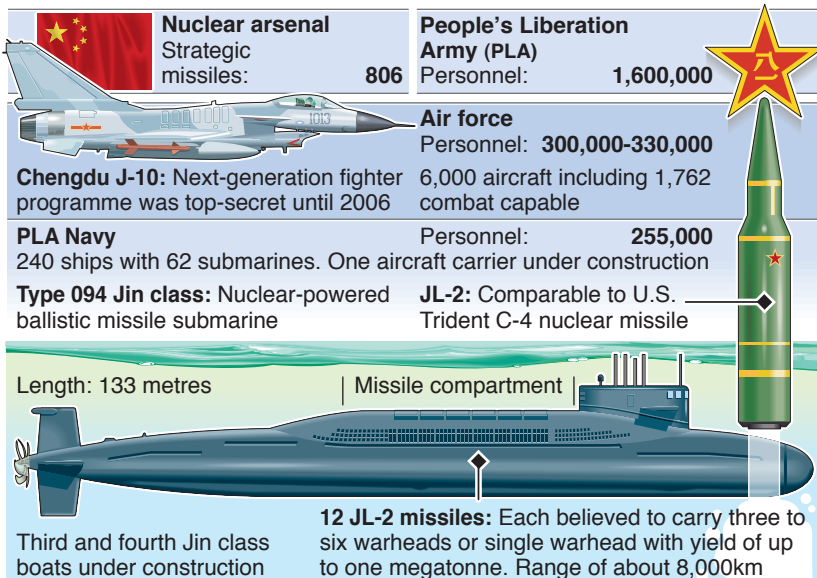 Nuclear arsenal
Strategic
missiles: 806
People's Liberation
Army (PLA)
Personnel: 1,600,000
八一
1013
Air force
Personnel: 300,000-330,000
6,000 aircraft including 1,762
combat capable
Chengdu J-10: Next-generation fighter
programme was top-secret until 2006
PLA Navy Personnel: 255,000
240 ships with 62 submarines. One aircraft carrier under construction
Type 094 Jin class: Nuclear-powered
ballistic missile submarine
JL-2: Comparable to U.S.
Trident C-4 nuclear missile
Length: 133 metres
Missile compartment
12 JL-2 missiles: Each believed to carry three to
six warheads or single warhead with yield of up
to one megatonne. Range of about 8,000km
Third and fourth Jin class
boats under construction